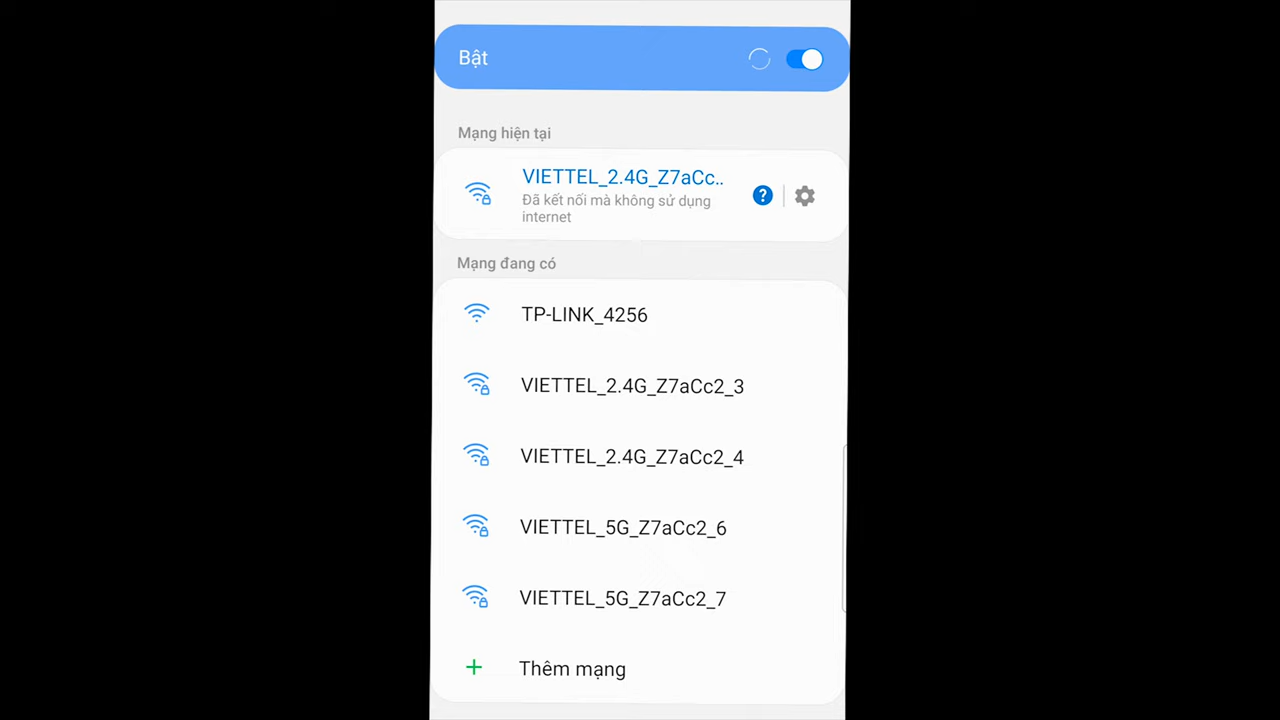 Bật
Mạng hiện tại
VIETTEL_2.4G_Z7aCc..
Đã kết nối mà không sử dụng
internet
?
Mạng đang có
TP-LINK_4256
VIETTEL_2.4G_Z7aCc2_3
VIETTEL_2.4G_Z7aCc2_4
VIETTEL_5G_Z7aCc2_6
VIETTEL_5G_Z7aCc2_7
+ Thêm mạng